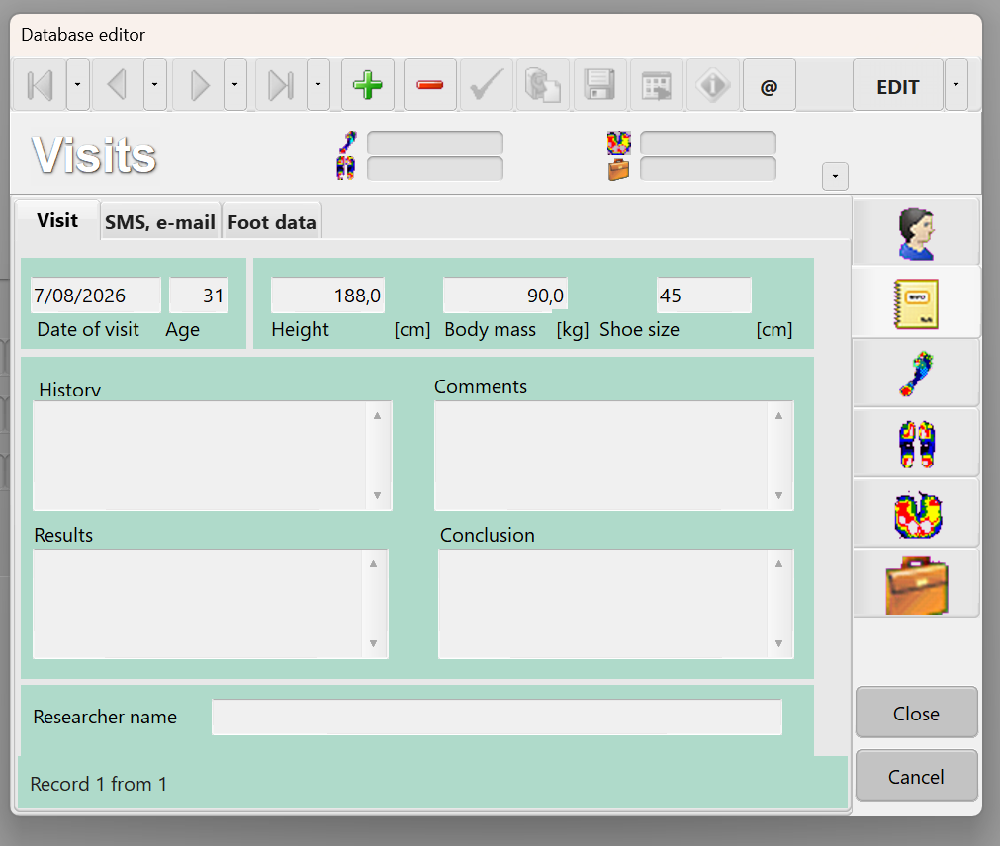 Database editor
@
EDIT
Visits
Visit
SMS, e-mail
Foot data
7/08/2026
31
188,0
90,0
45
Date of visit
Age
Height
[cm]
Body mass
[kg]
Shoe size
[cm]
History
Comments
Results
Conclusion
Researcher name
Record 1 from 1
Close
Cancel